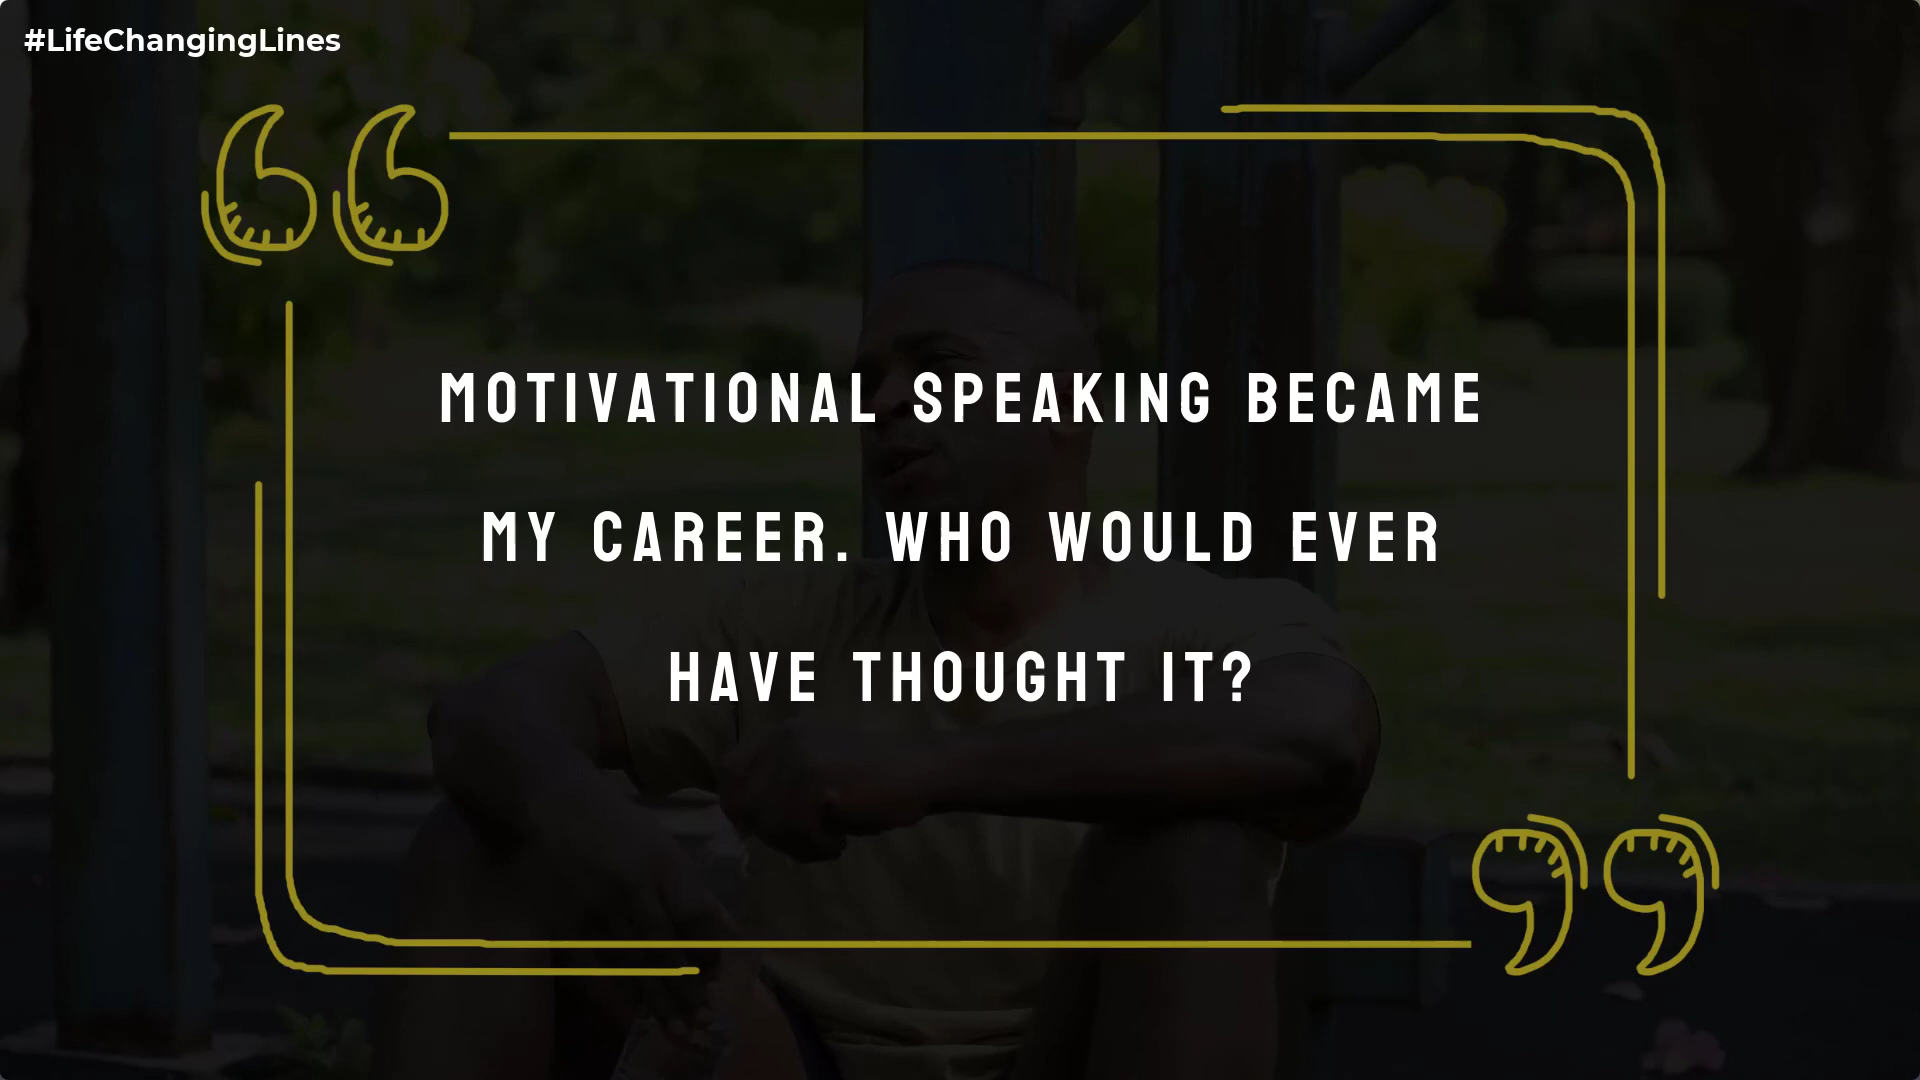 #LifeChangingLines
MOTIVATIONAL SPEAKING BECAME
MY CAREER. WHO WOULD EVER
HAVE THOUGHT IT?